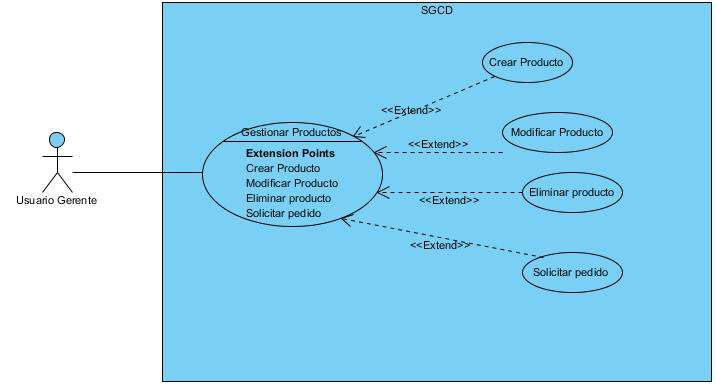 SGCD
Crear Producto
<<Extend>>
Gestionar Productos
Modificar Producto
<<Extend>>
Extension Points
Crear Producto
Modificar Producto
Eliminar producto
Solicitar pedido
Eliminar producto
<<Extend>>
Usuario Gerente
<<Extend>>
Solicitar pedido